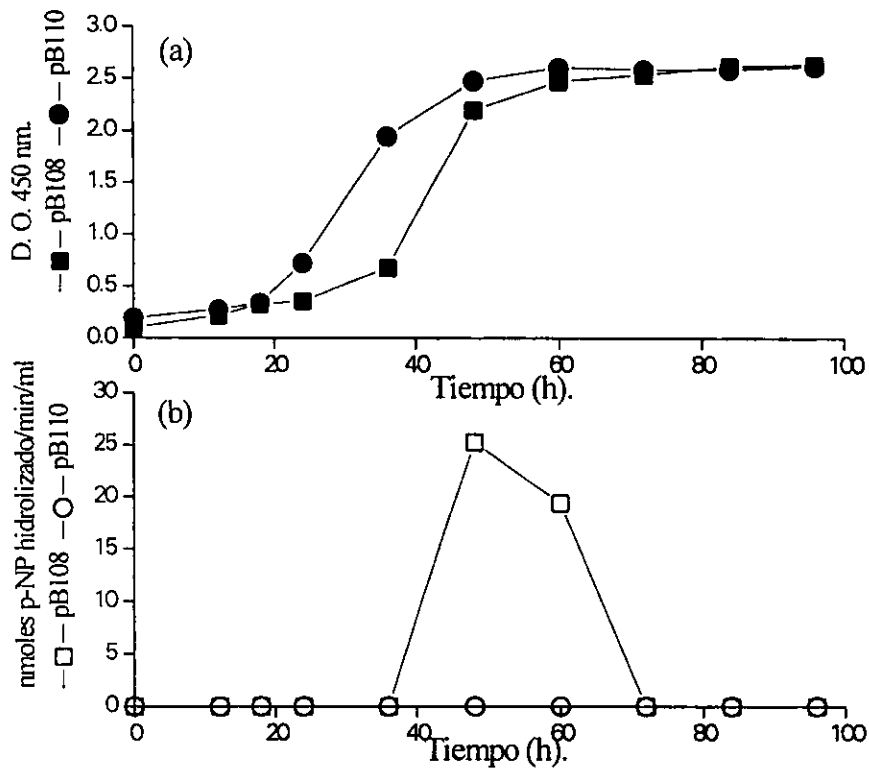 (a)
D. O. 450 nm.
pB108 pB110
3.0
2.5
2.0
1.5
1.0
0.5
0.0
0 20 40 60 80 100
Tiempo (h).
(b)
nmoles p-NP hidrolizado/min/ml
pB108 pB110
30
25
20
15
10
5
0
0 20 40 60 80 100
Tiempo (h).